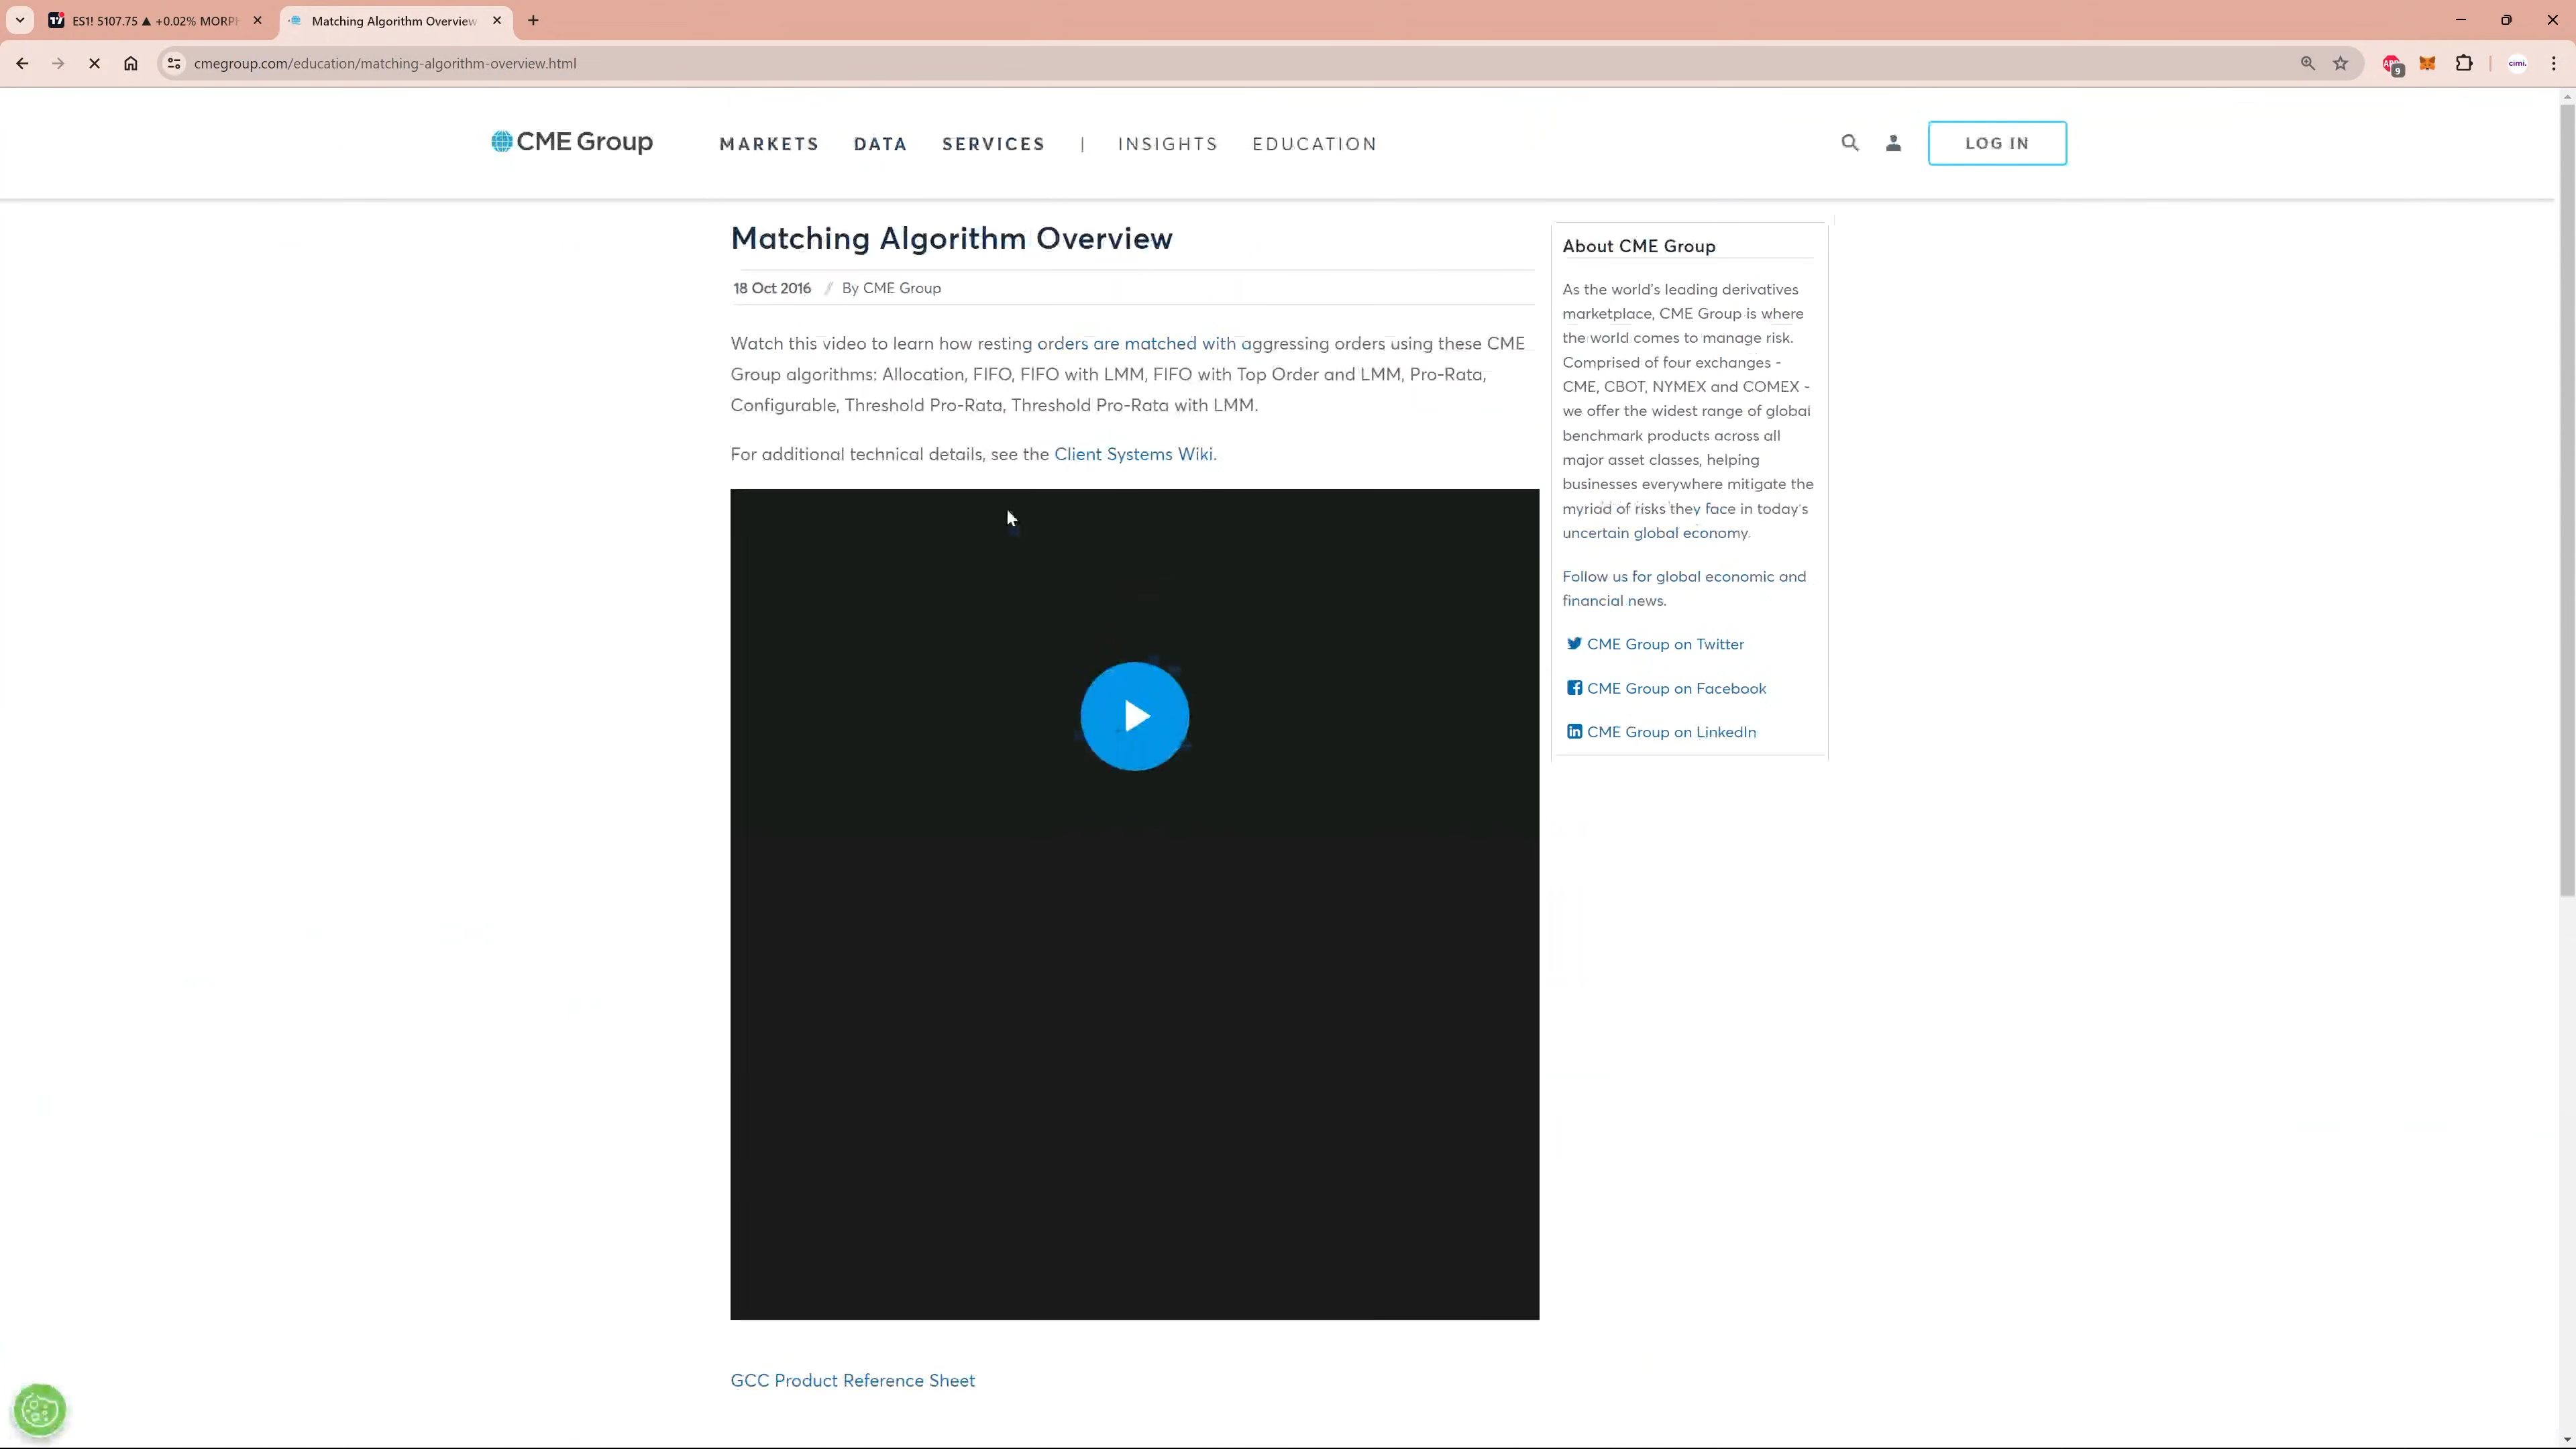 ES1! 5107.75 ▲ +0.02% MORPH
Matching Algorithm Overview
cmegroup.com/education/matching-algorithm-overview.html
9
cimi.
CME Group
MARKETS DATA SERVICES | INSIGHTS EDUCATION
LOG IN
Matching Algorithm Overview
18 Oct 2016 // By CME Group
Watch this video to learn how resting orders are matched with aggressing orders using these CME
Group algorithms: Allocation, FIFO, FIFO with LMM, FIFO with Top Order and LMM, Pro-Rata,
Configurable, Threshold Pro-Rata, Threshold Pro-Rata with LMM.
For additional technical details, see the Client Systems Wiki.
GCC Product Reference Sheet
About CME Group
As the world's leading derivatives
marketplace, CME Group is where
the world comes to manage risk.
Comprised of four exchanges -
CME, CBOT, NYMEX and COMEX -
we offer the widest range of global
benchmark products across all
major asset classes, helping
businesses everywhere mitigate the
myriad of risks they face in today's
uncertain global economy.
Follow us for global economic and
financial news.
CME Group on Twitter
CME Group on Facebook
CME Group on LinkedIn